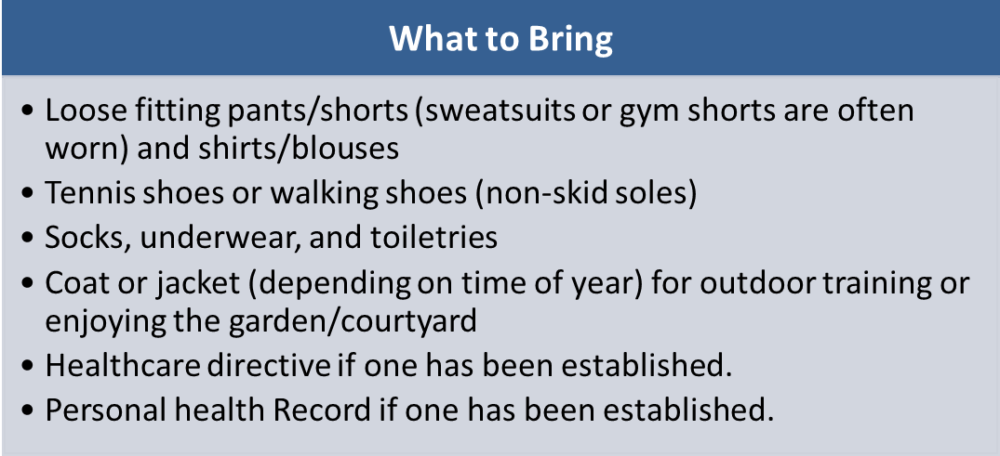 What to Bring
• Loose fitting pants/shorts (sweatsuits or gym shorts are often
worn) and shirts/blouses
• Tennis shoes or walking shoes (non-skid soles)
• Socks, underwear, and toiletries
• Coat or jacket (depending on time of year) for outdoor training or
enjoying the garden/courtyard
• Healthcare directive if one has been established.
• Personal health Record if one has been established.